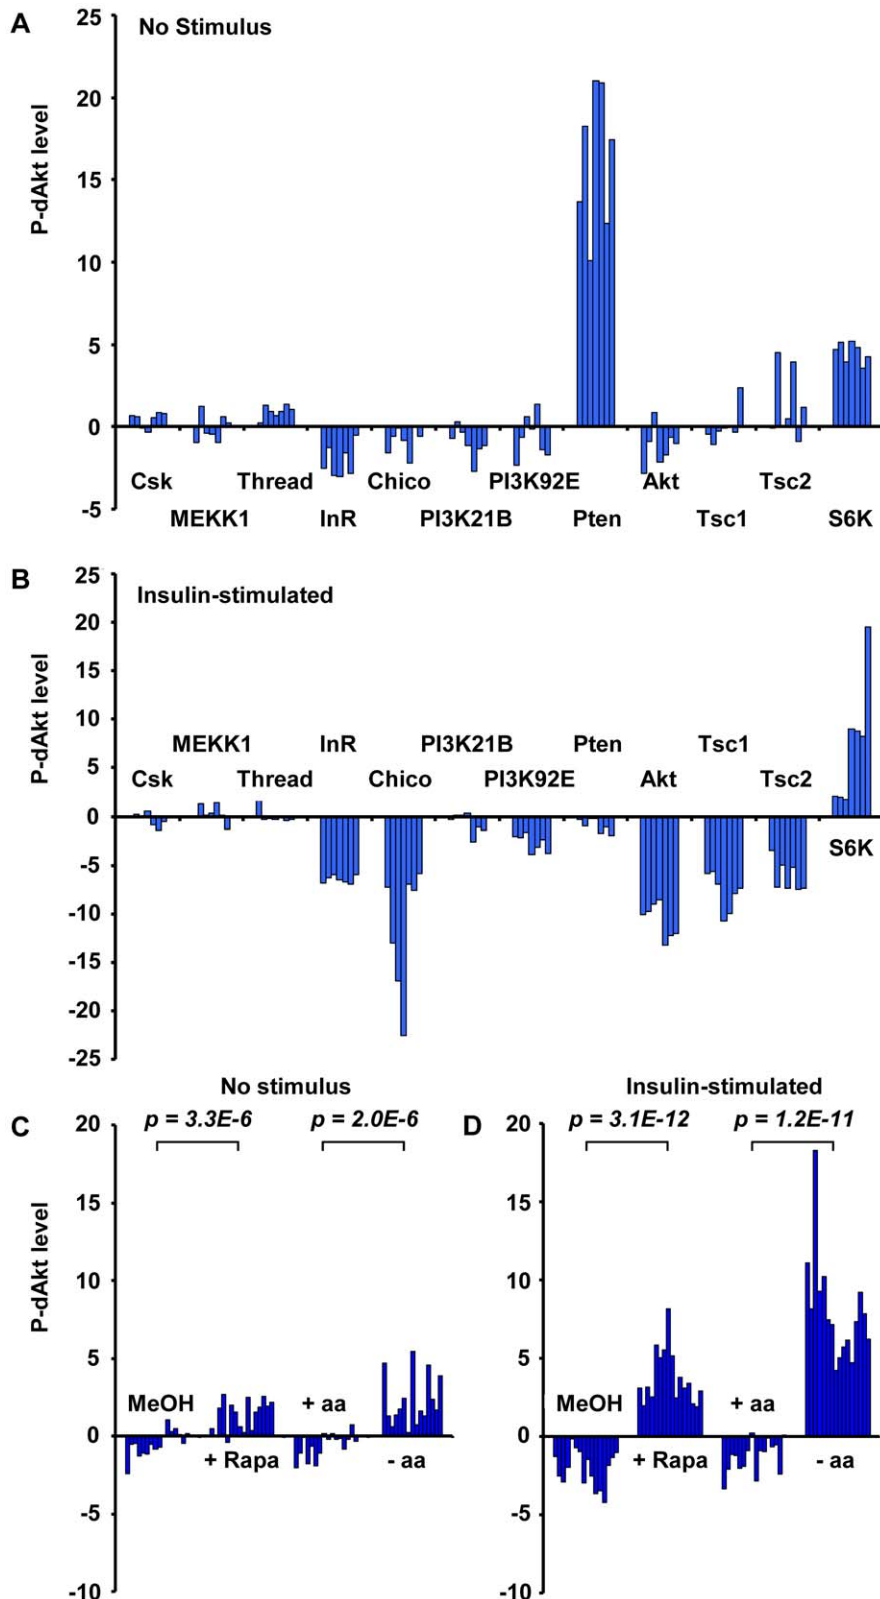 A
No Stimulus
P-dAkt level
25
20
15
10
5
0
-5
Csk Thread Chico PI3K92E Akt Tsc2
MEKK1 InR PI3K21B Pten Tsc1 S6K
B
Insulin-stimulated
P-dAkt level
25
20
15
10
5
0
-5
-10
-15
-20
-25
MEKK1 InR PI3K21B Pten Tsc1
Csk Thread Chico PI3K92E Akt Tsc2
S6K
No stimulus
C
p = 3.3E-6 p = 2.0E-6
P-dAkt level
20
15
10
5
0
-5
-10
MeOH + aa
+ Rapa - aa
Insulin-stimulated
D
p = 3.1E-12 p = 1.2E-11
20
15
10
5
0
-5
-10
MeOH + aa
+ Rapa - aa